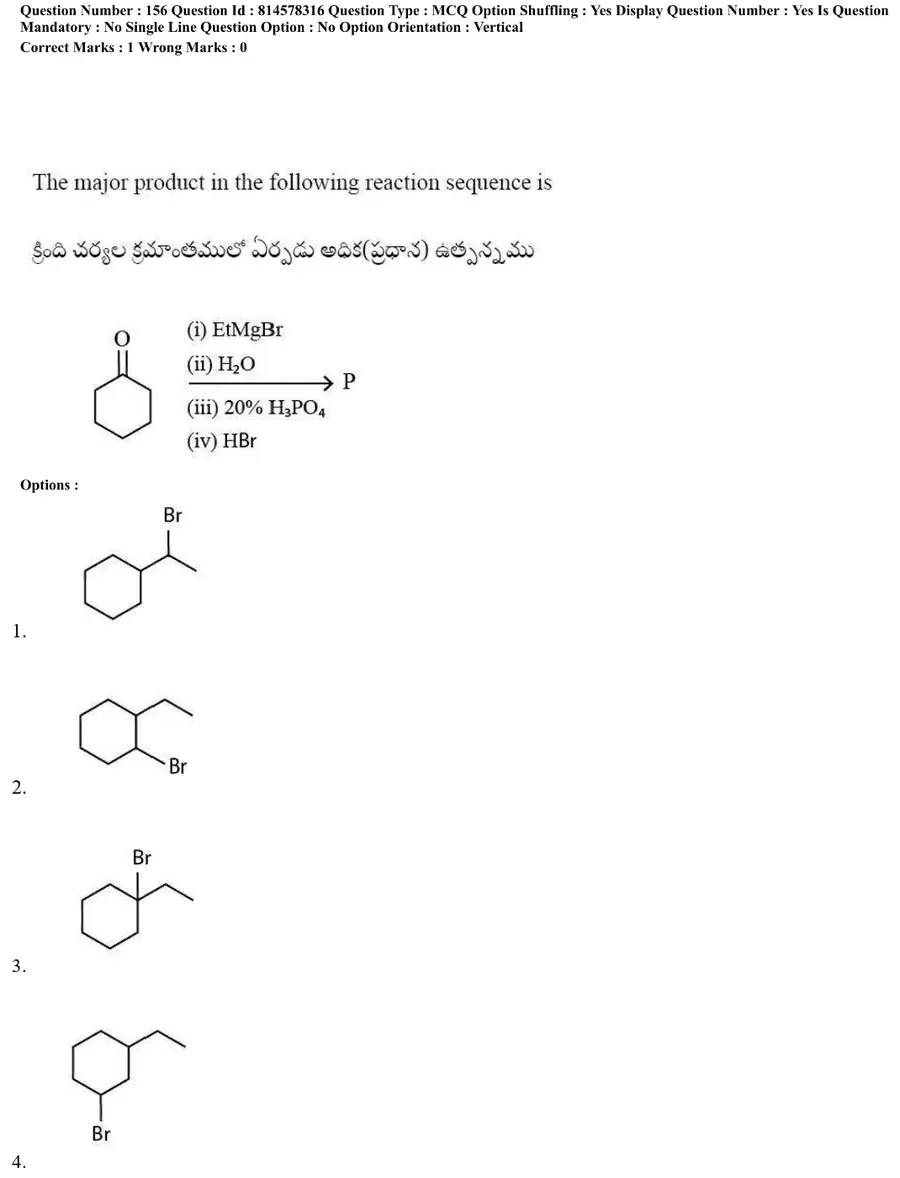 Question Number : 156 Question Id : 814578316 Question Type : MCQ Option Shuffling : Yes Display Question Number : Yes Is Question
Mandatory : No Single Line Question Option : No Option Orientation : Vertical
Correct Marks : 1 Wrong Marks : 0
The major product in the following reaction sequence is
క్రింది చర్యల క్రమాంతములో ఏర్పడు అధిక(ప్రధాన) ఉత్పన్నము
O
(i) EtMgBr
(ii) H₂O
P
(iii) 20% H₃PO₄
(iv) HBr
Options :
Br
1.
Br
2.
Br
3.
Br
4.